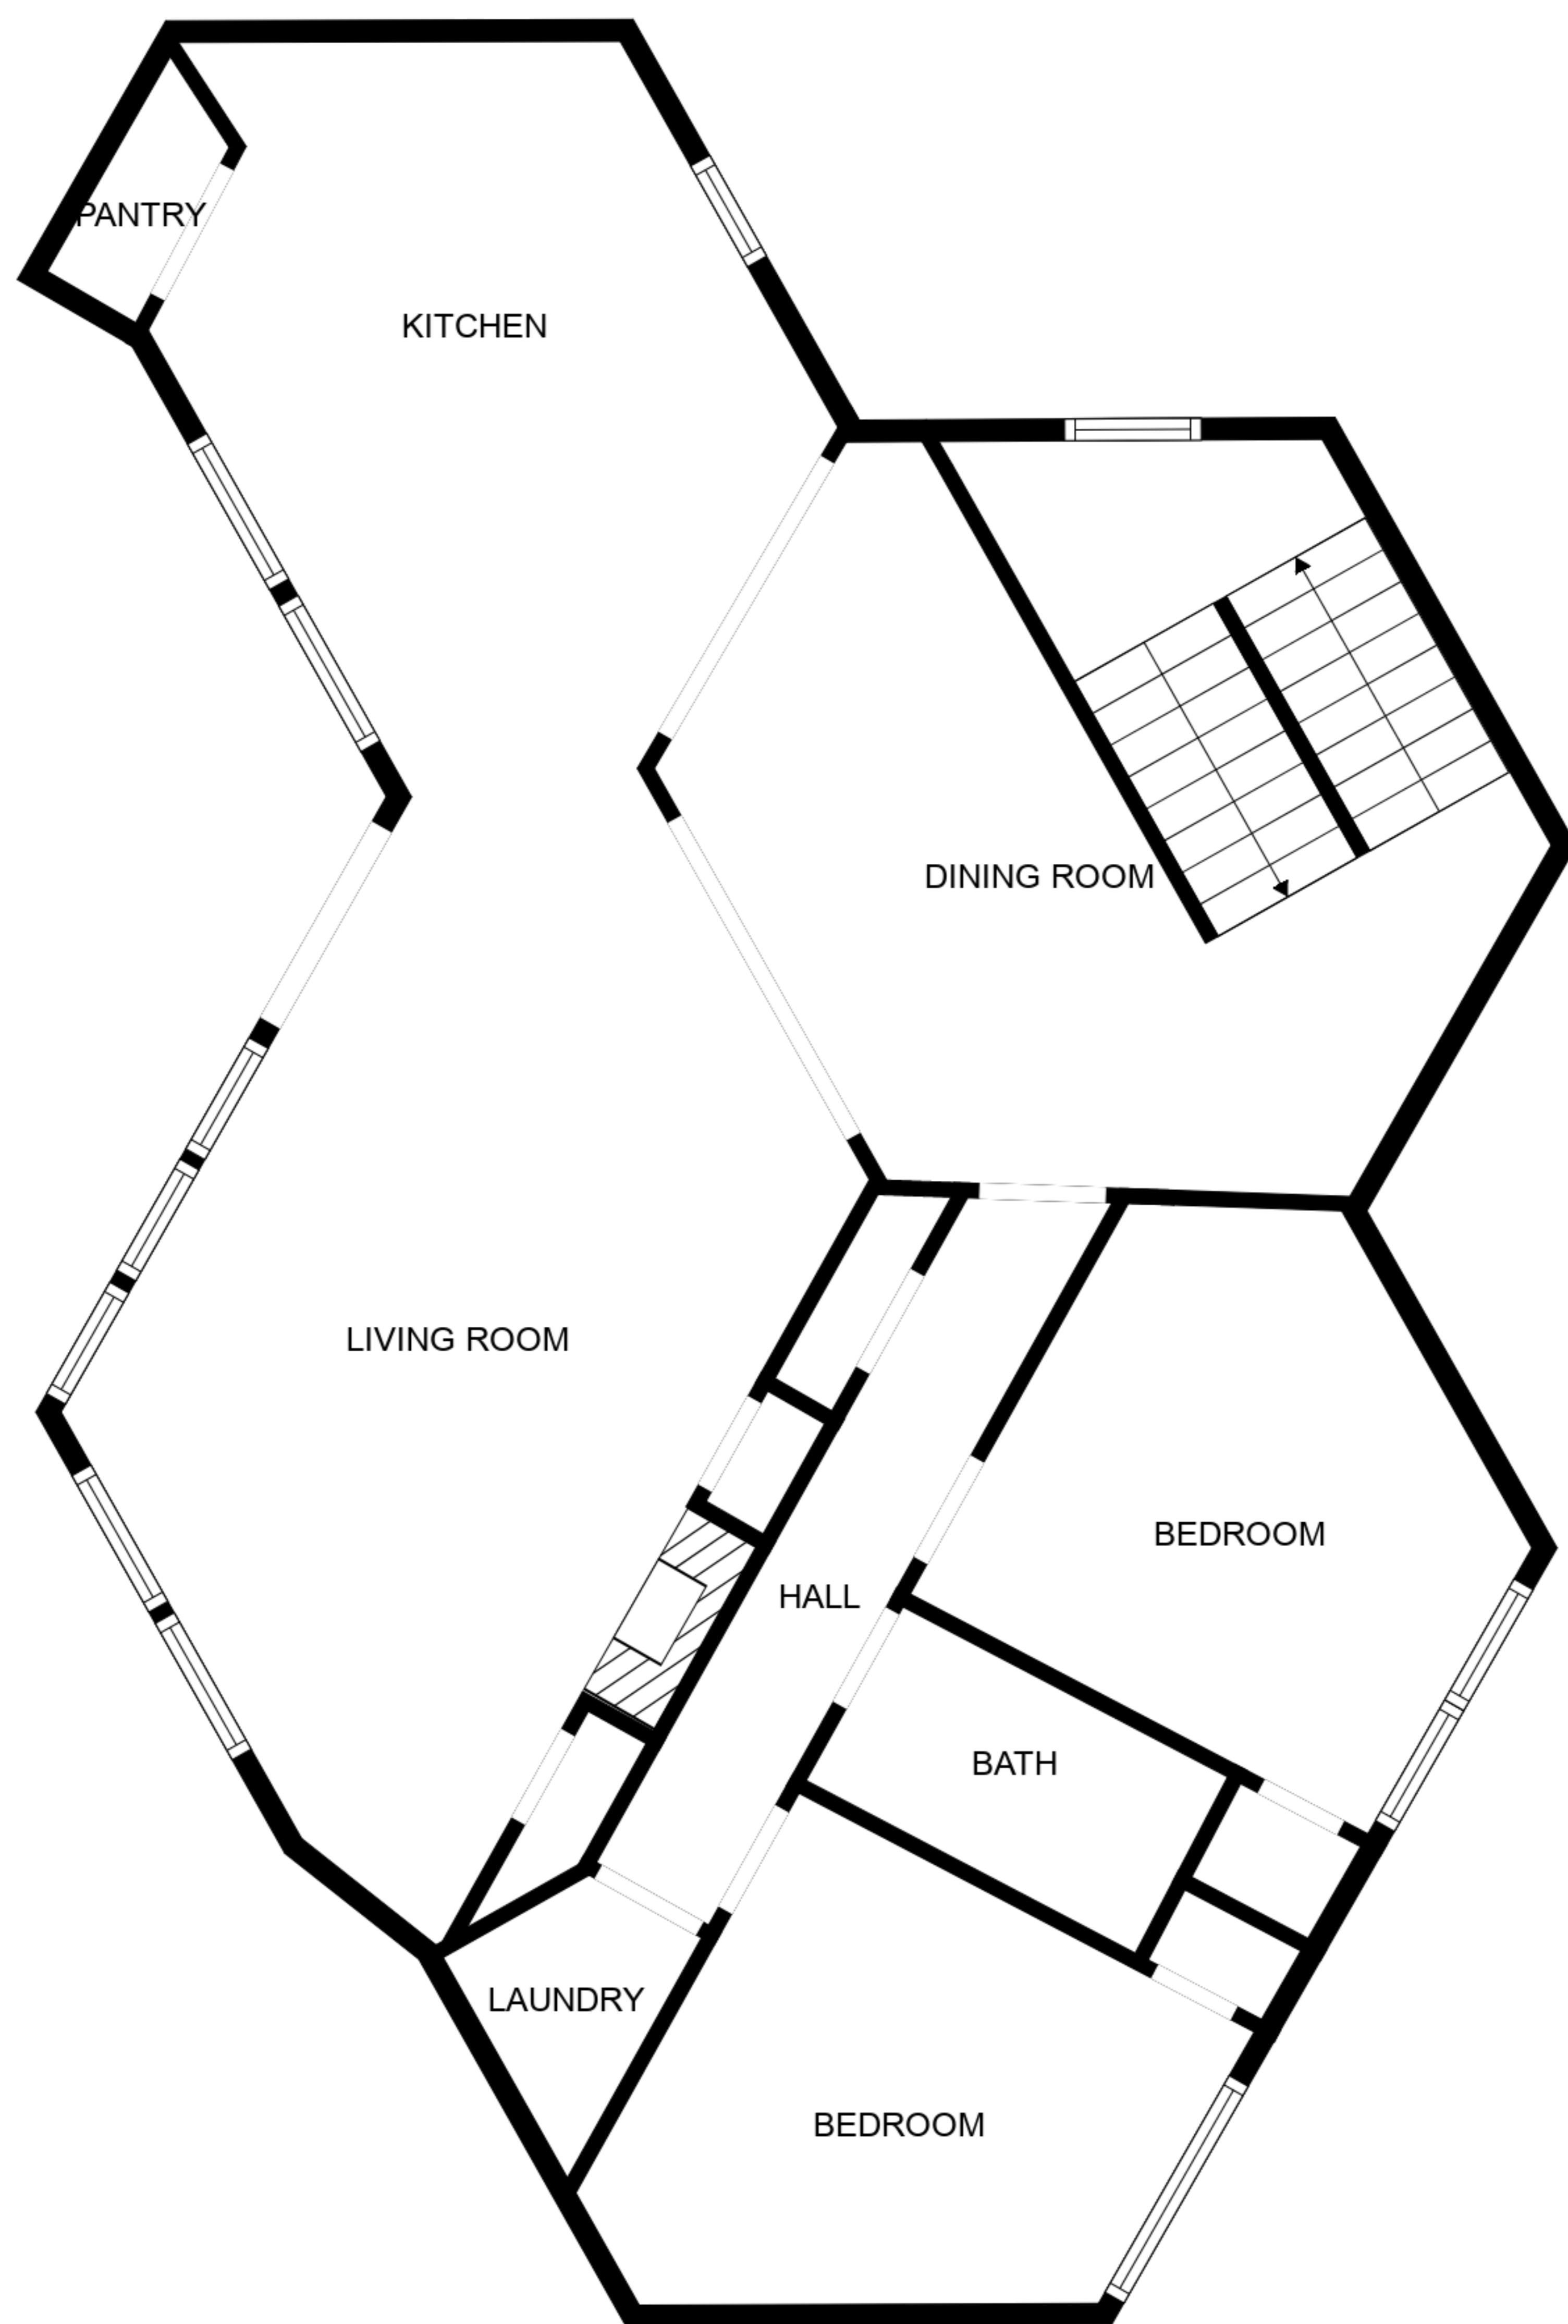 PANTRY
KITCHEN
DINING ROOM
LIVING ROOM
BEDROOM
HALL
BATH
LAUNDRY
BEDROOM